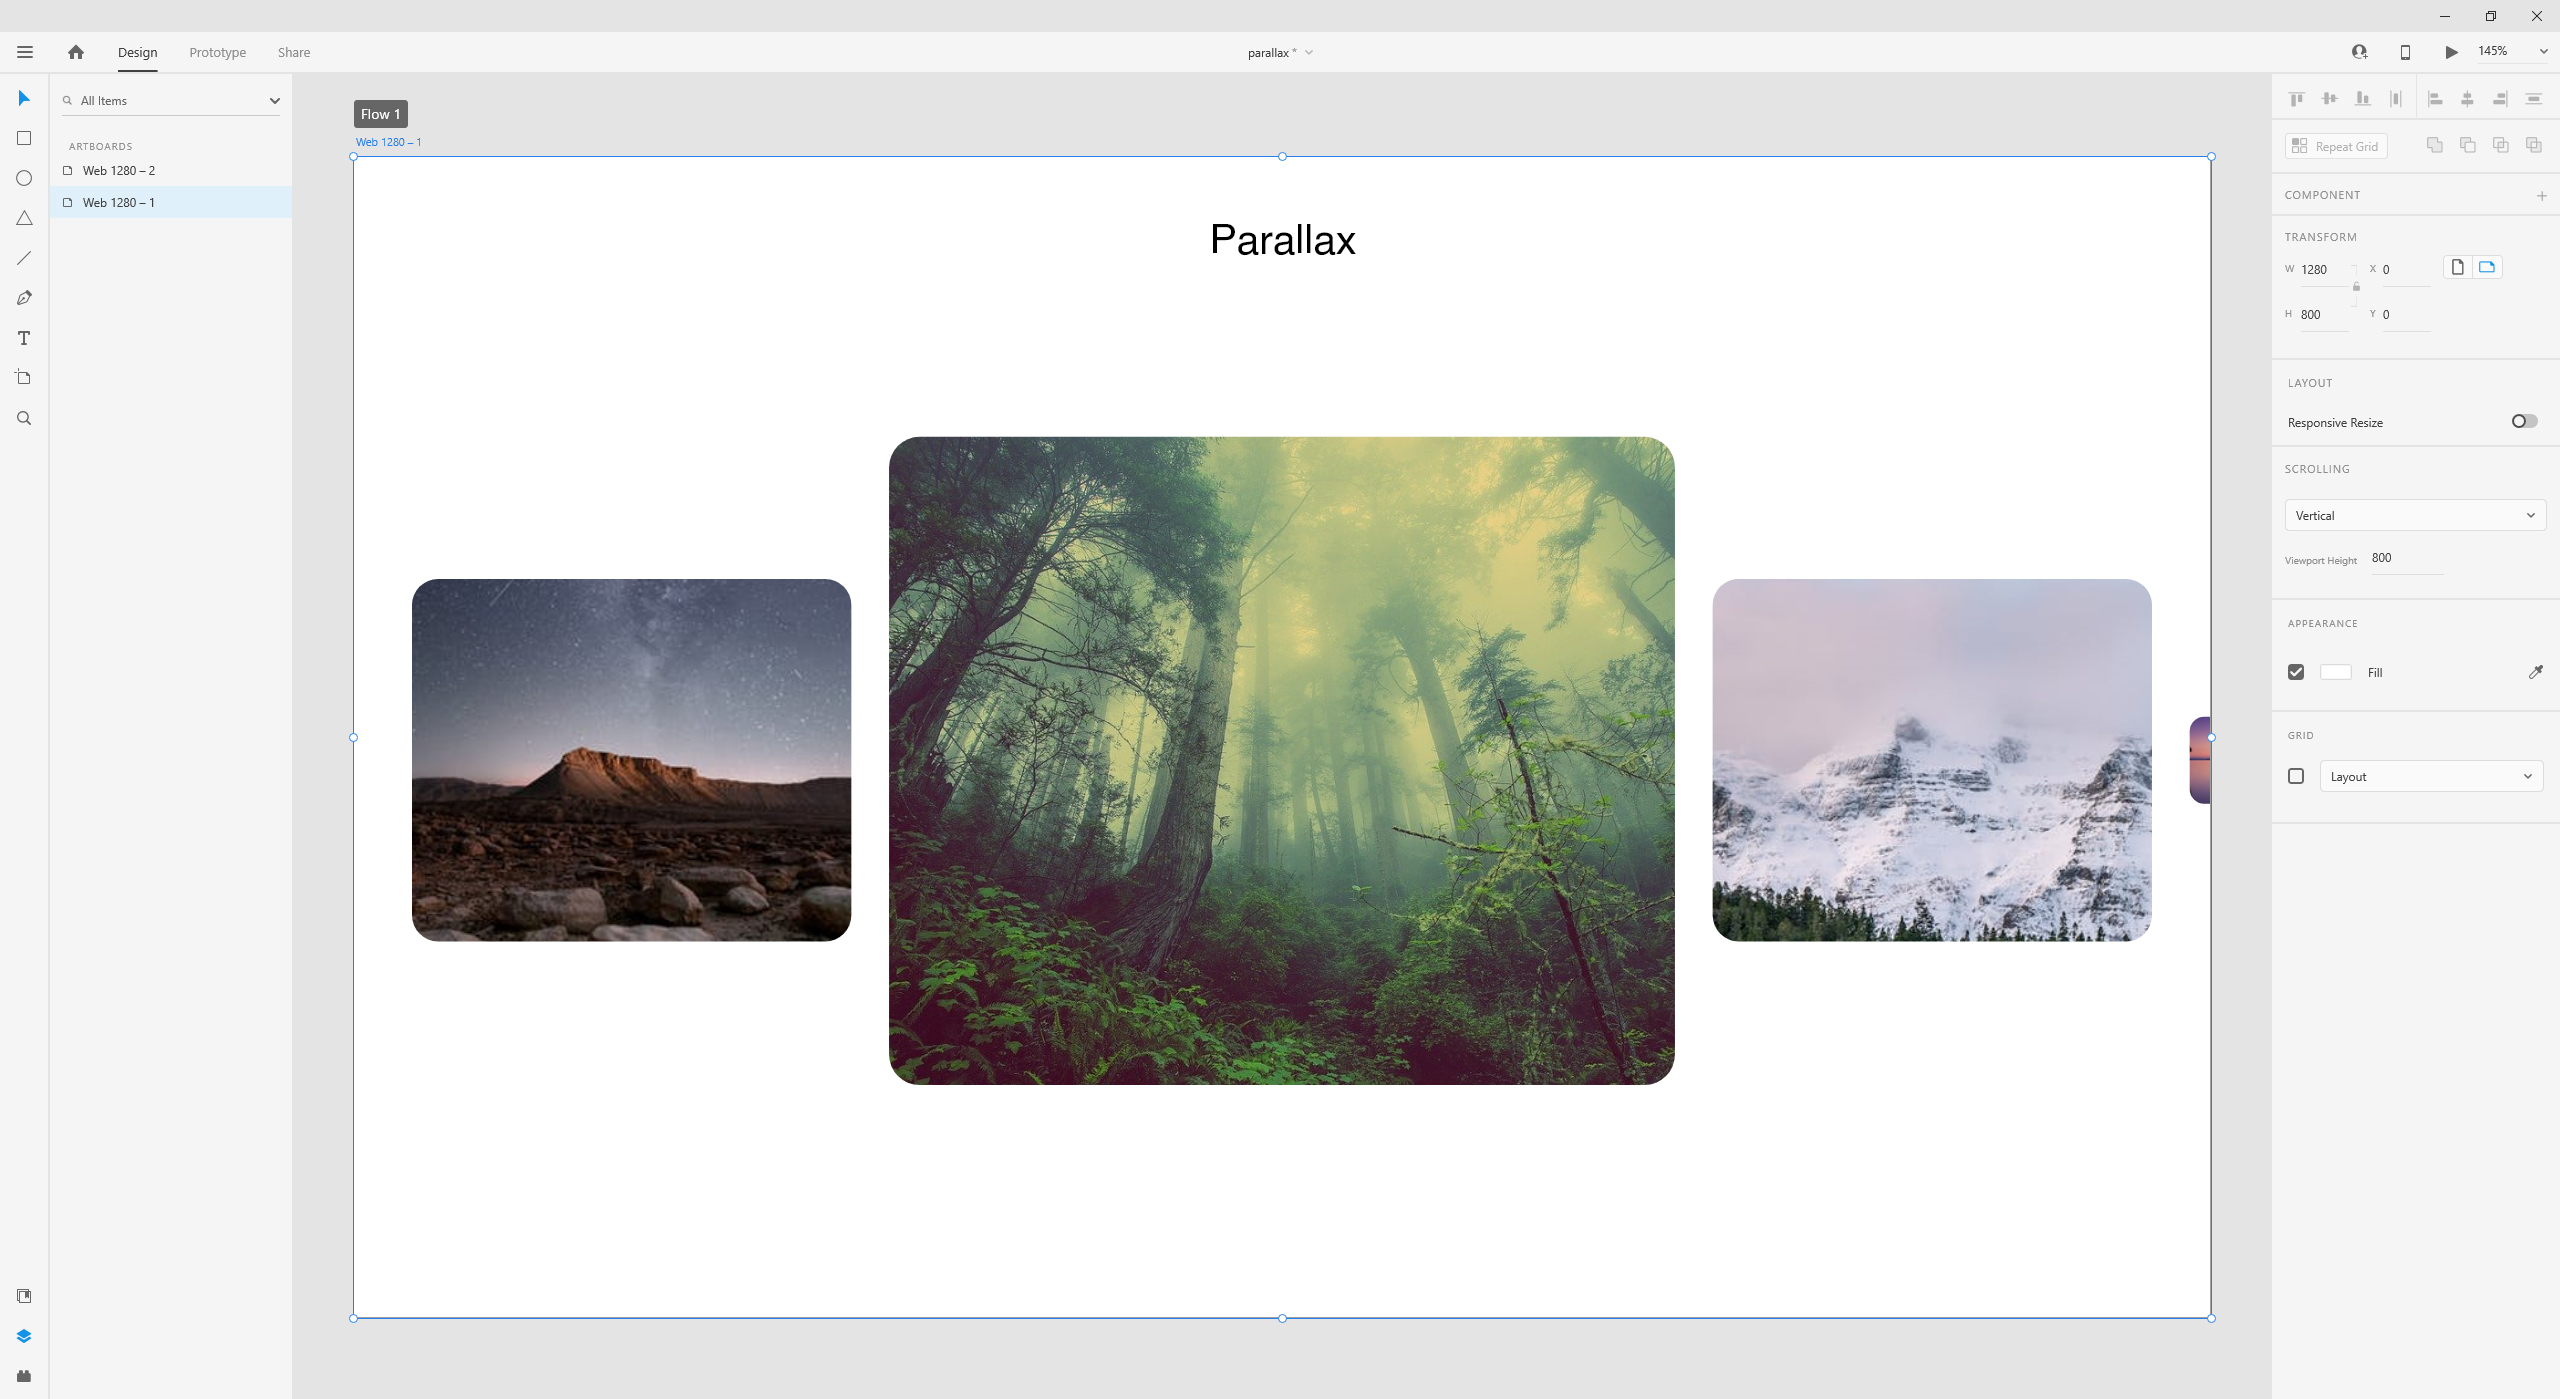 Design
Prototype
Share
parallax *
145%
All Items
ARTBOARDS
Web 1280 – 2
Web 1280 – 1
Flow 1
Web 1280 – 1
Parallax
Repeat Grid
COMPONENT
TRANSFORM
W 1280 X 0
H 800 Y 0
LAYOUT
Responsive Resize
SCROLLING
Vertical
Viewport Height 800
APPEARANCE
Fill
GRID
Layout